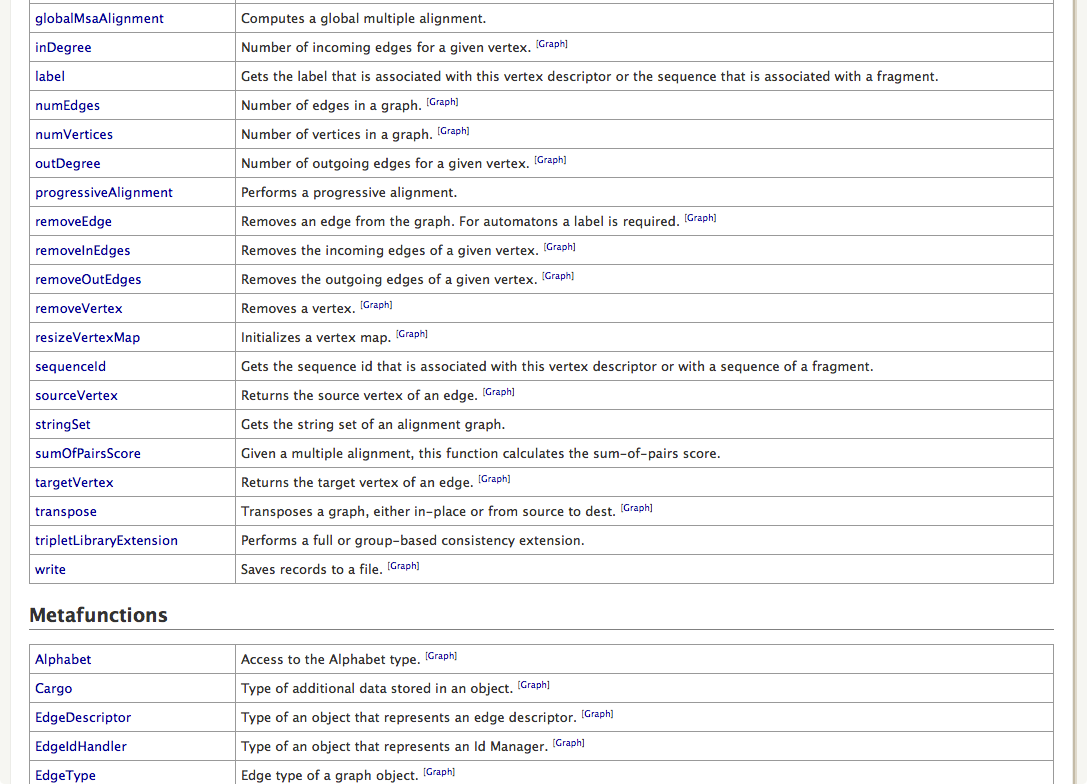 globalMsaAlignment Computes a global multiple alignment.
inDegree Number of incoming edges for a given vertex. [Graph]
label Gets the label that is associated with this vertex descriptor or the sequence that is associated with a fragment.
numEdges Number of edges in a graph. [Graph]
numVertices Number of vertices in a graph. [Graph]
outDegree Number of outgoing edges for a given vertex. [Graph]
progressiveAlignment Performs a progressive alignment.
removeEdge Removes an edge from the graph. For automatons a label is required. [Graph]
removeInEdges Removes the incoming edges of a given vertex. [Graph]
removeOutEdges Removes the outgoing edges of a given vertex. [Graph]
removeVertex Removes a vertex. [Graph]
resizeVertexMap Initializes a vertex map. [Graph]
sequenceId Gets the sequence id that is associated with this vertex descriptor or with a sequence of a fragment.
sourceVertex Returns the source vertex of an edge. [Graph]
stringSet Gets the string set of an alignment graph.
sumOfPairsScore Given a multiple alignment, this function calculates the sum-of-pairs score.
targetVertex Returns the target vertex of an edge. [Graph]
transpose Transposes a graph, either in-place or from source to dest. [Graph]
tripletLibraryExtension Performs a full or group-based consistency extension.
write Saves records to a file. [Graph]
Metafunctions
Alphabet Access to the Alphabet type. [Graph]
Cargo Type of additional data stored in an object. [Graph]
EdgeDescriptor Type of an object that represents an edge descriptor. [Graph]
EdgeIdHandler Type of an object that represents an Id Manager. [Graph]
EdgeType Edge type of a graph object. [Graph]